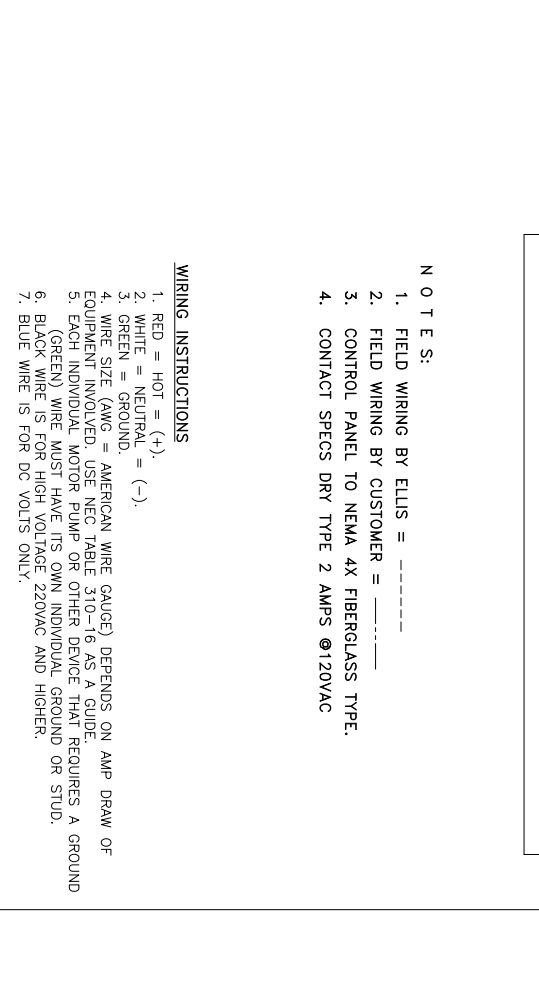 N O T E S:
1. FIELD WIRING BY ELLIS = ------
2. FIELD WIRING BY CUSTOMER = ——--——
3. CONTROL PANEL TO NEMA 4X FIBERGLASS TYPE.
4. CONTACT SPECS DRY TYPE 2 AMPS @120VAC
WIRING INSTRUCTIONS
1. RED = HOT = (+).
2. WHITE = NEUTRAL = (-).
3. GREEN = GROUND.
4. WIRE SIZE (AWG = AMERICAN WIRE GAUGE) DEPENDS ON AMP DRAW OF
EQUIPMENT INVOLVED. USE NEC TABLE 310-16 AS A GUIDE.
5. EACH INDIVIDUAL MOTOR PUMP OR OTHER DEVICE THAT REQUIRES A GROUND
(GREEN) WIRE MUST HAVE ITS OWN INDIVIDUAL GROUND OR STUD.
6. BLACK WIRE IS FOR HIGH VOLTAGE 220VAC AND HIGHER.
7. BLUE WIRE IS FOR DC VOLTS ONLY.